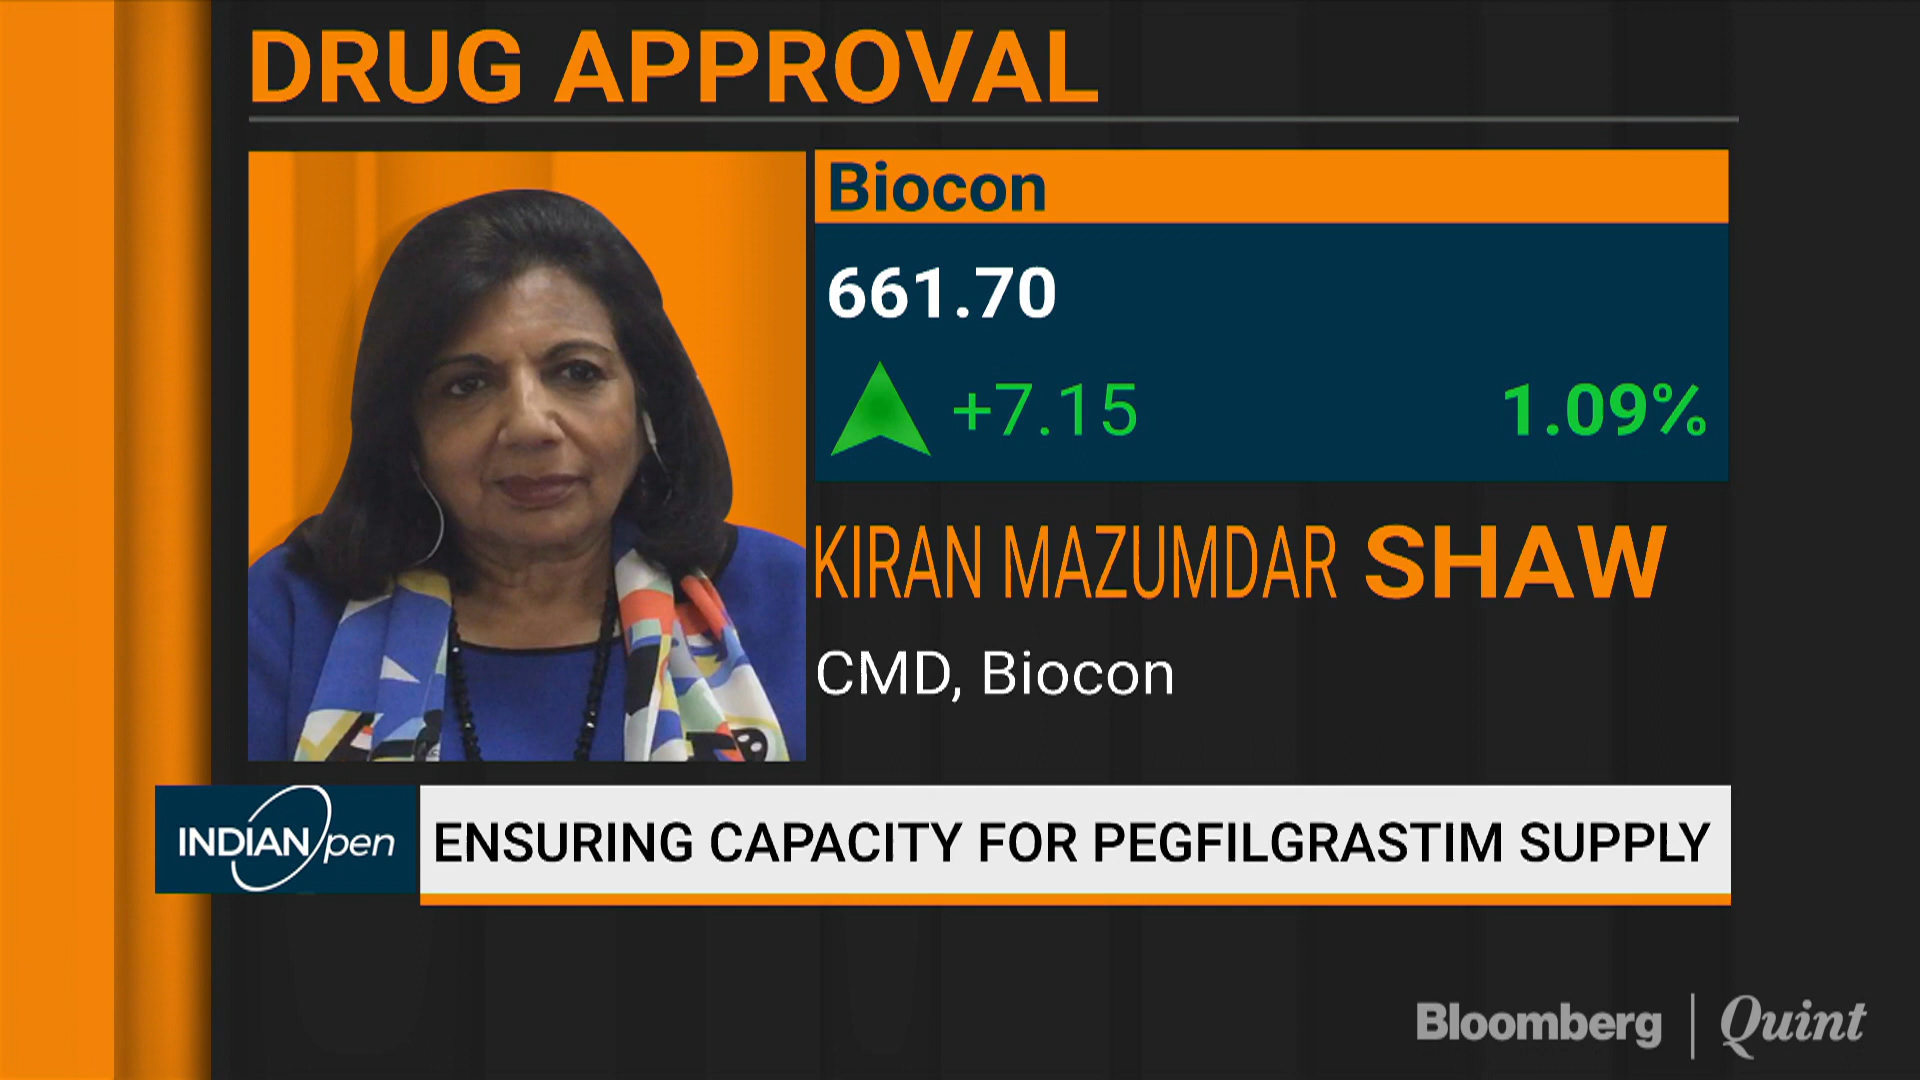 DRUG APPROVAL
Biocon
661.70
+7.15 1.09%
KIRAN MAZUMDAR SHAW
CMD, Biocon
INDIAN Open
ENSURING CAPACITY FOR PEGFILGRASTIM SUPPLY
Bloomberg | Quint